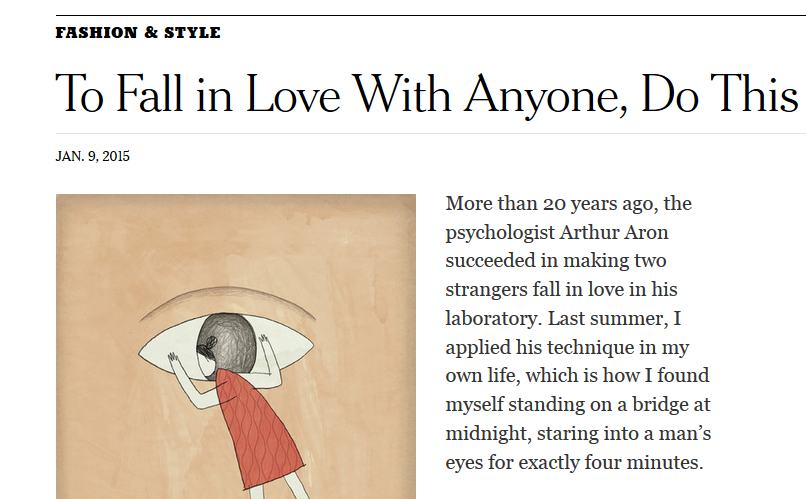 FASHION & STYLE
To Fall in Love With Anyone, Do This
JAN. 9, 2015
More than 20 years ago, the
psychologist Arthur Aron
succeeded in making two
strangers fall in love in his
laboratory. Last summer, I
applied his technique in my
own life, which is how I found
myself standing on a bridge at
midnight, staring into a man’s
eyes for exactly four minutes.